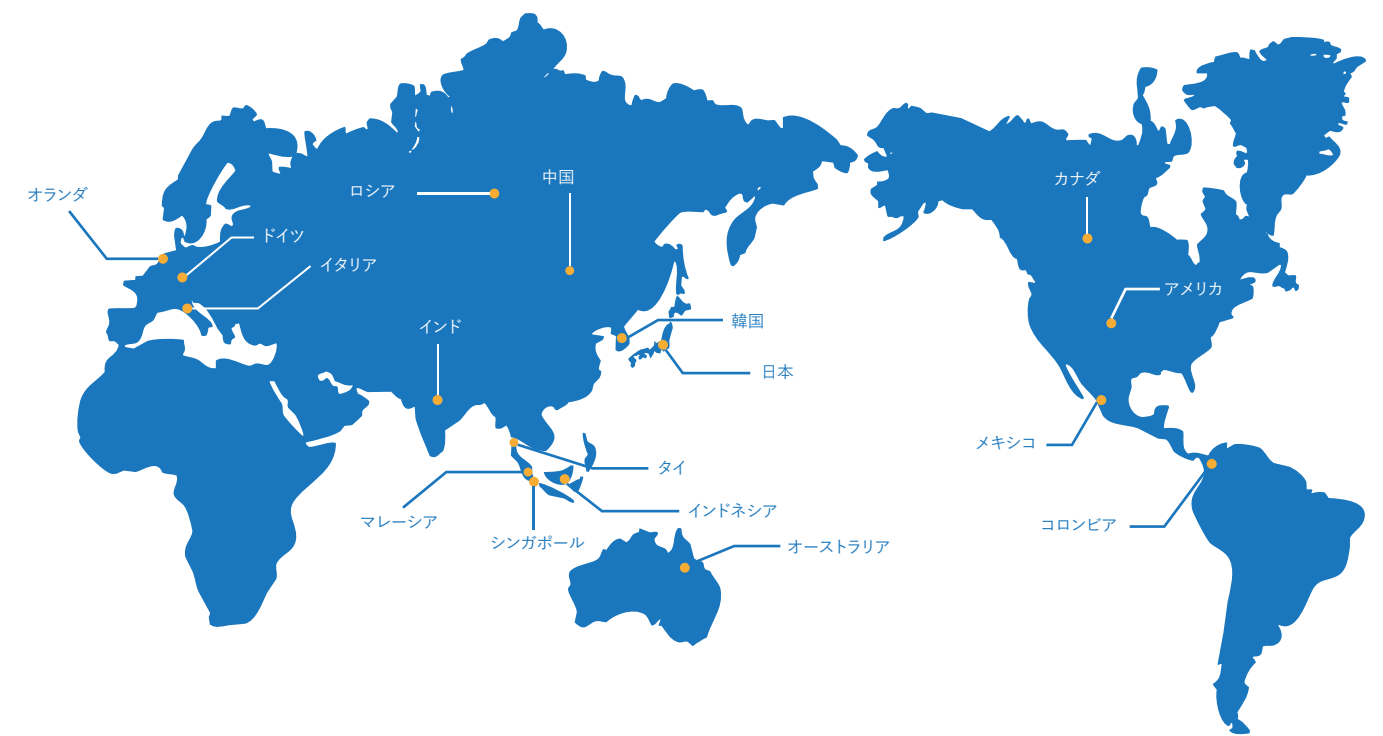 中国
カナダ
ロシア
オランダ
ドイツ
イタリア
アメリカ
韓国
インド
日本
メキシコ
タイ
インドネシア
マレーシア
コロンビア
シンガポール
オーストラリア